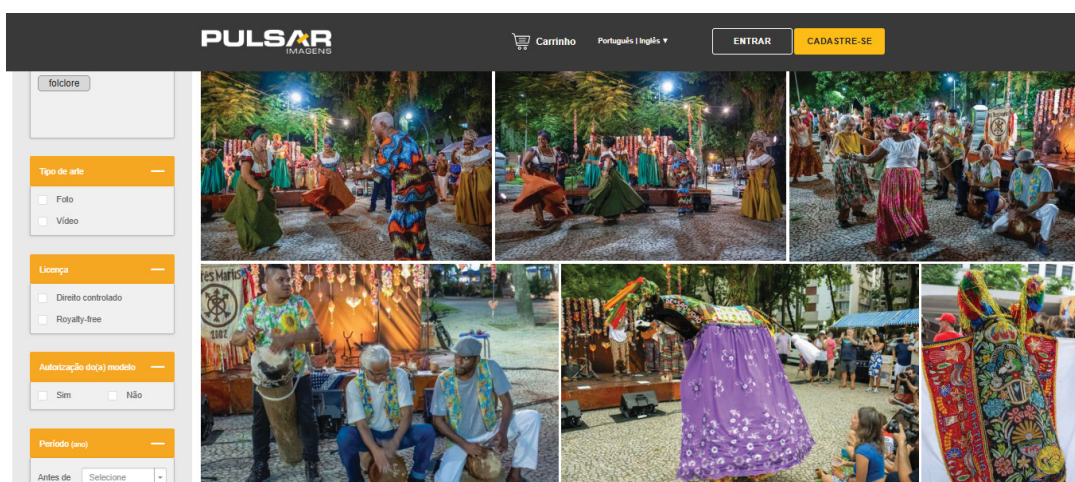 PULSAR
IMAGENS
Carrinho
Português | Inglês ▼
ENTRAR
CADASTRE-SE
folclore
Tipo de arte
Foto
Vídeo
Licença
Direito controlado
Royalty-free
Autorização do(a) modelo
Sim
Não
Período (ano)
Antes de
Selecione
2002